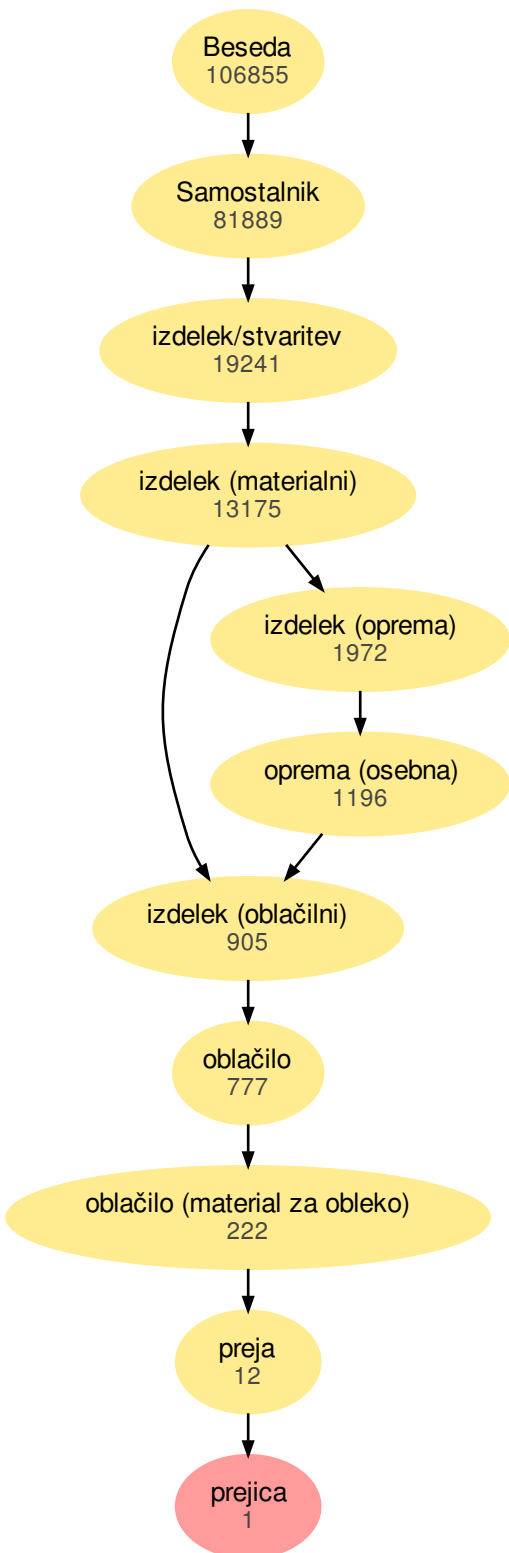 Beseda
106855
Samostalnik
81889
izdelek/stvaritev
19241
izdelek (materialni)
13175
izdelek (oprema)
1972
oprema (osebna)
1196
izdelek (oblačilni)
905
oblačilo
777
oblačilo (material za obleko)
222
preja
12
prejica
1